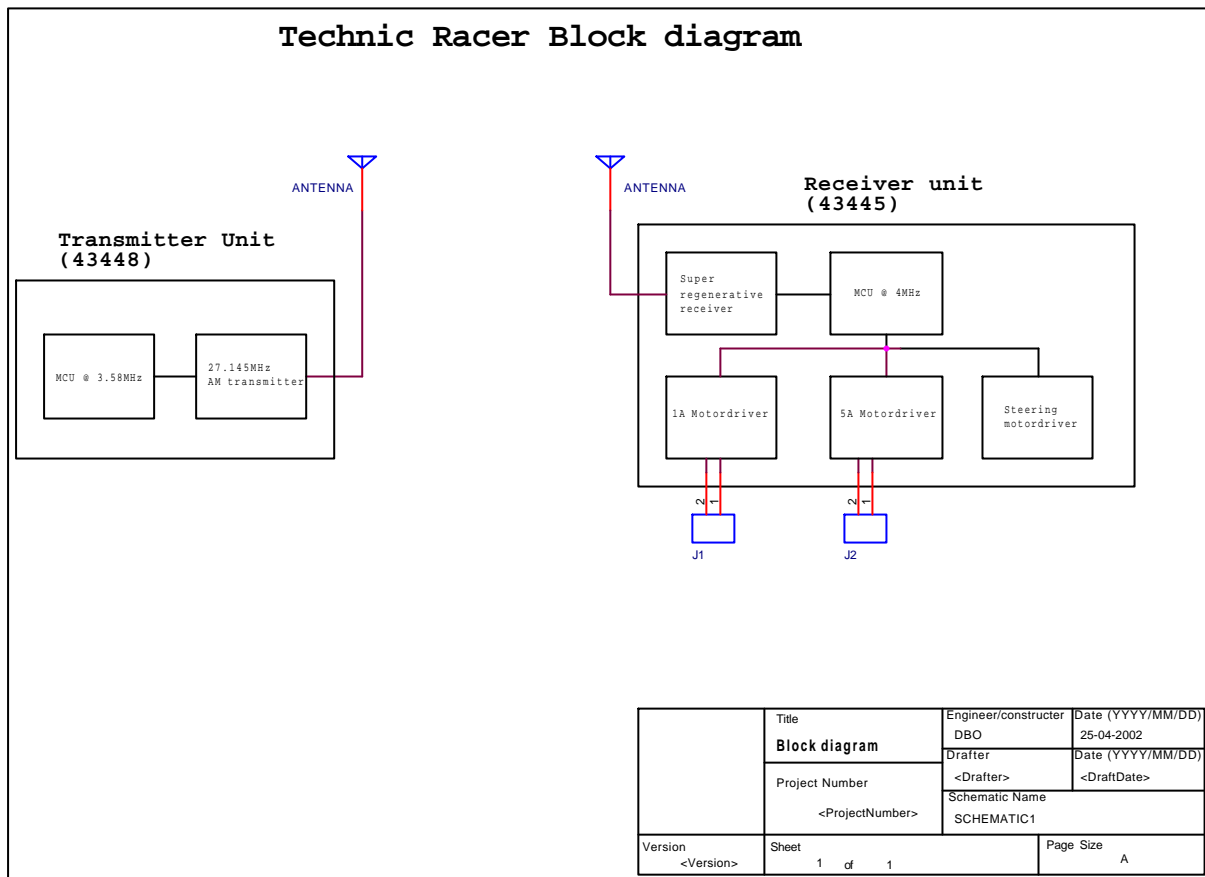 Technic Racer Block diagram
ANTENNA
ANTENNA
Transmitter Unit
(43448)
MCU @ 3.58MHz
27.145MHz
AM transmitter
Receiver unit
(43445)
Super
regenerative
receiver
MCU @ 4MHz
1A Motordriver
5A Motordriver
Steering
motordriver
2
1
2
1
J1
J2
Title
Block diagram
Engineer/constructer
DBO
Date (YYYY/MM/DD)
25-04-2002
Drafter
<Drafter>
Date (YYYY/MM/DD)
<DraftDate>
Project Number
<ProjectNumber>
Schematic Name
SCHEMATIC1
Version
<Version>
Sheet
1 of 1
Page Size
A